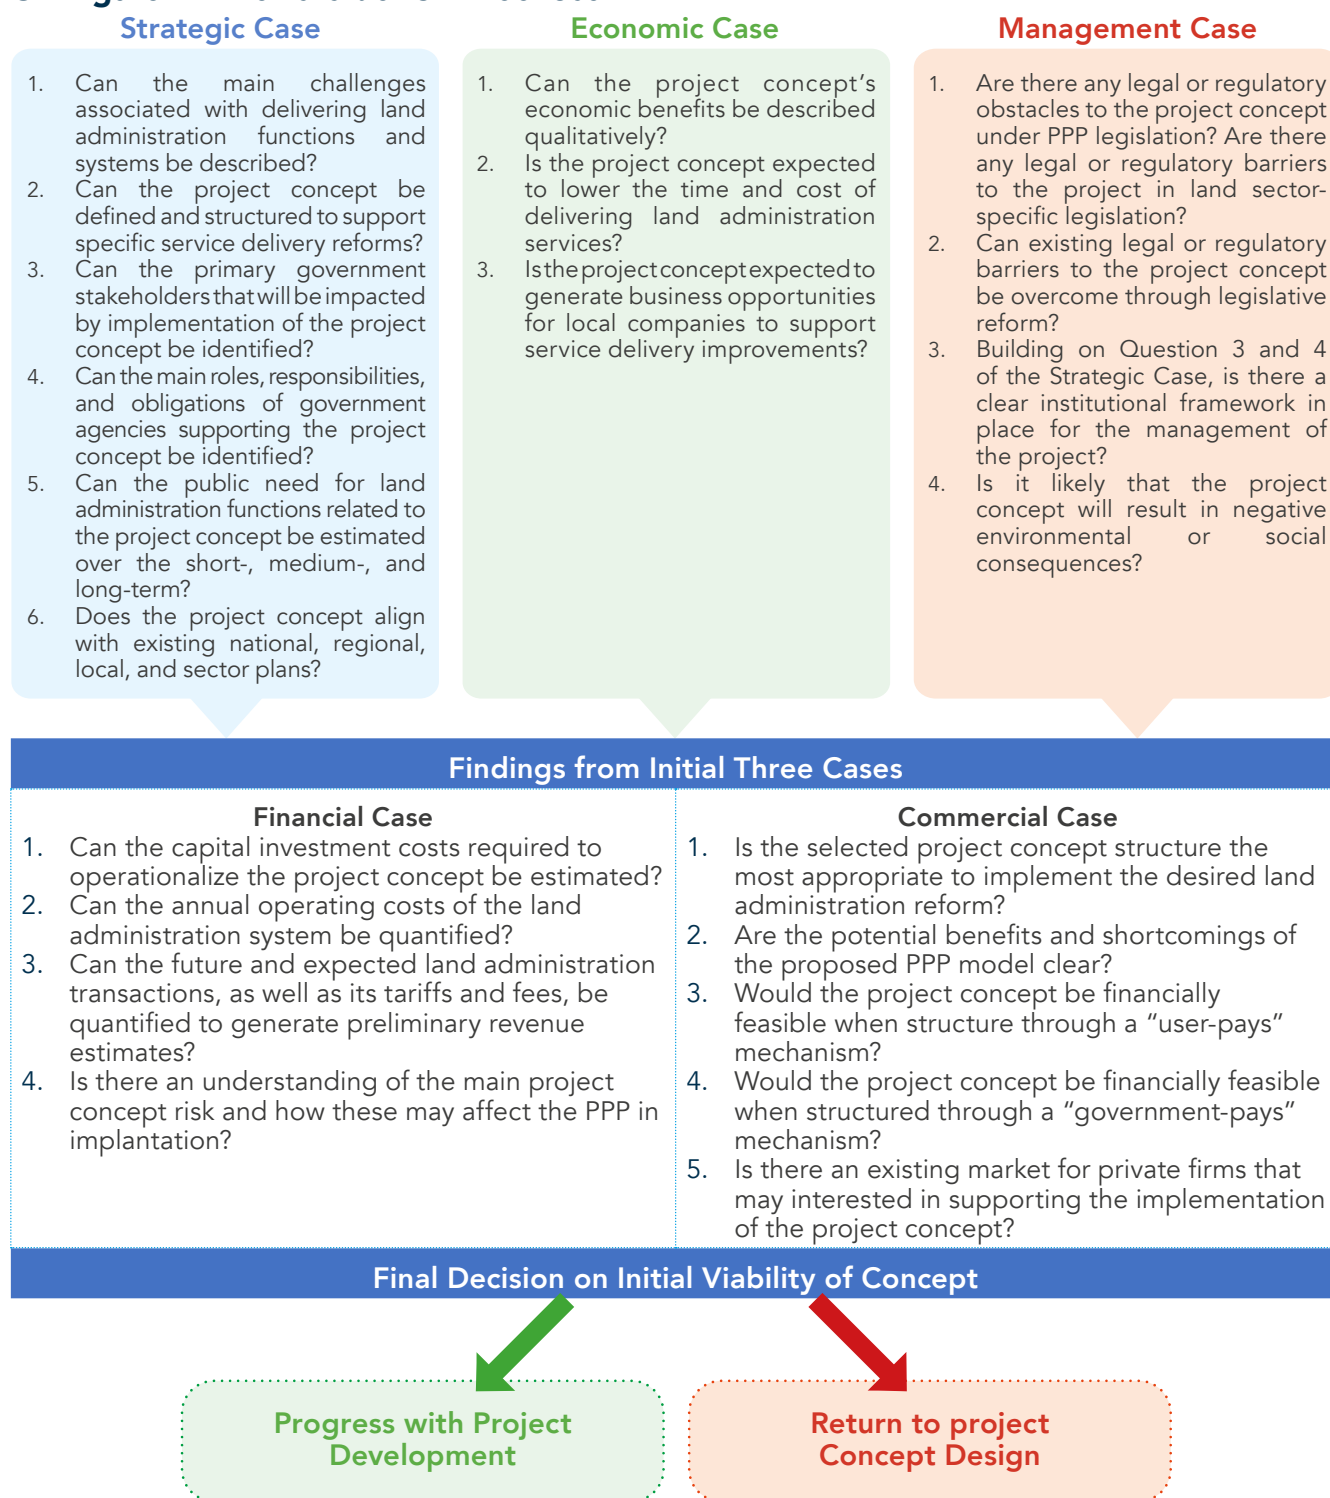 Strategic Case
1. Can the main challenges
associated with delivering land
administration functions and
systems be described?
2. Can the project concept be
defined and structured to support
specific service delivery reforms?
3. Can the primary government
stakeholders that will be impacted
by implementation of the project
concept be identified?
4. Can the main roles, responsibilities,
and obligations of government
agencies supporting the project
concept be identified?
5. Can the public need for land
administration functions related to
the project concept be estimated
over the short-, medium-, and
long-term?
6. Does the project concept align
with existing national, regional,
local, and sector plans?
Economic Case
1. Can the project concept's
economic benefits be described
qualitatively?
2. Is the project concept expected
to lower the time and cost of
delivering land administration
services?
3. Is the project concept expected to
generate business opportunities
for local companies to support
service delivery improvements?
Management Case
1. Are there any legal or regulatory
obstacles to the project concept
under PPP legislation? Are there
any legal or regulatory barriers
to the project in land sector-
specific legislation?
2. Can existing legal or regulatory
barriers to the project concept
be overcome through legislative
reform?
3. Building on Question 3 and 4
of the Strategic Case, is there a
clear institutional framework in
place for the management of
the project?
4. Is it likely that the project
concept will result in negative
environmental or social
consequences?
Findings from Initial Three Cases
Financial Case
1. Can the capital investment costs required to
operationalize the project concept be estimated?
2. Can the annual operating costs of the land
administration system be quantified?
3. Can the future and expected land administration
transactions, as well as its tariffs and fees, be
quantified to generate preliminary revenue
estimates?
4. Is there an understanding of the main project
concept risk and how these may affect the PPP in
implantation?
Commercial Case
1. Is the selected project concept structure the
most appropriate to implement the desired land
administration reform?
2. Are the potential benefits and shortcomings of
the proposed PPP model clear?
3. Would the project concept be financially
feasible when structure through a “user-pays”
mechanism?
4. Would the project concept be financially feasible
when structured through a “government-pays”
mechanism?
5. Is there an existing market for private firms that
may interested in supporting the implementation
of the project concept?
Final Decision on Initial Viability of Concept
Progress with Project
Development
Return to project
Concept Design